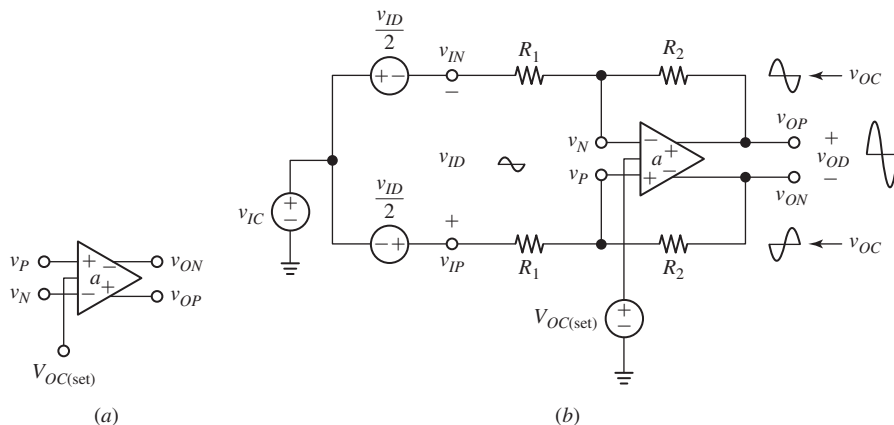 v_P
v_N
+
−
a
−
+
v_ON
v_OP
V_OC(set)
(a)
v_ID/2
+ −
v_IN
−
R_1
R_2
v_OC
v_IC
+
−
v_ID
v_N
v_P
−
+
a
+
−
v_OP
+
v_OD
−
v_ON
v_ID/2
− +
+
v_IP
R_1
R_2
v_OC
V_OC(set)
+
−
(b)